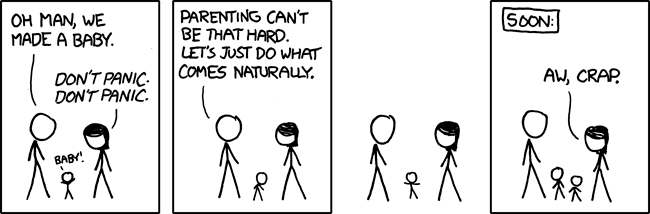 OH MAN, WE
MADE A BABY.
DON'T PANIC.
DON'T PANIC.
BABY!
PARENTING CAN'T
BE THAT HARD.
LET'S JUST DO WHAT
COMES NATURALLY.
SOON:
AW, CRAP.